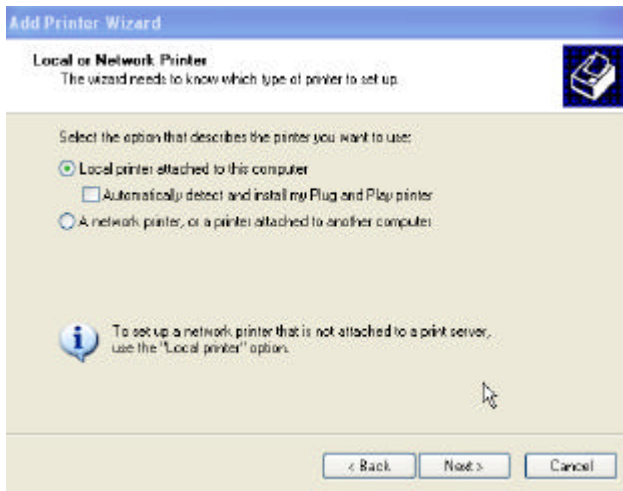 Add Printer Wizard
Local or Network Printer
The wizard needs to know which type of printer to set up.
Select the option that describes the printer you want to use:
Local printer attached to this computer
Automatically detect and install my Plug and Play printer
A network printer, or a printer attached to another computer
To set up a network printer that is not attached to a print server,
use the "Local printer" option.
< Back Next > Cancel